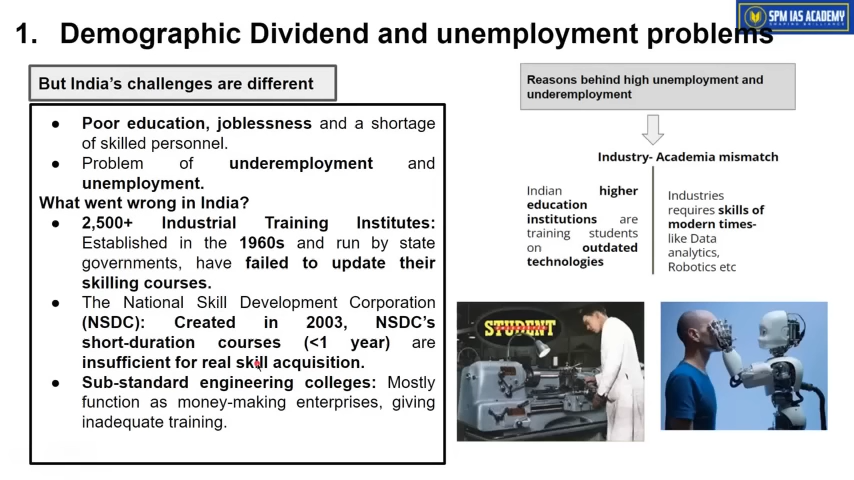 SPM IAS ACADEMY
SHAPING BRILLIANCE
1. Demographic Dividend and unemployment problems
But India's challenges are different
● Poor education, joblessness and a shortage
of skilled personnel.
● Problem of underemployment and
unemployment.
What went wrong in India?
● 2,500+ Industrial Training Institutes:
Established in the 1960s and run by state
governments, have failed to update their
skilling courses.
● The National Skill Development Corporation
(NSDC): Created in 2003, NSDC's
short-duration courses (<1 year) are
insufficient for real skill acquisition.
● Sub-standard engineering colleges: Mostly
function as money-making enterprises, giving
inadequate training.
Reasons behind high unemployment and
underemployment
Industry- Academia mismatch
Indian higher
education
institutions are
training students
on outdated
technologies
Industries
requires skills of
modern times-
like Data
analytics,
Robotics etc
STUDENT